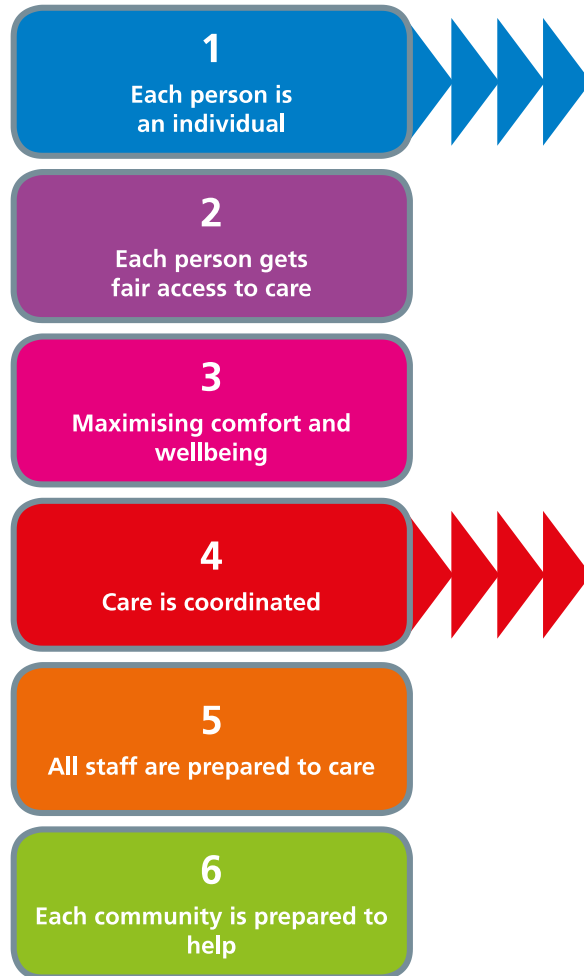 1
Each person is
an individual
2
Each person gets
fair access to care
3
Maximising comfort and
wellbeing
4
Care is coordinated
5
All staff are prepared to care
6
Each community is prepared to
help